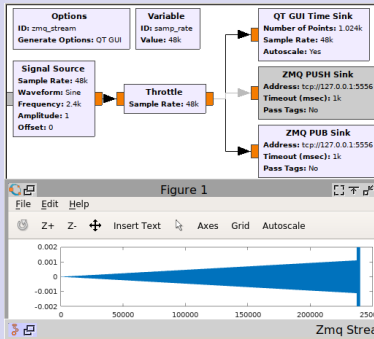 Options
ID: zmq_stream
Generate Options: QT GUI
Variable
ID: samp_rate
Value: 48k
QT GUI Time Sink
Number of Points: 1.024k
Sample Rate: 48k
Autoscale: Yes
Signal Source
Sample Rate: 48k
Waveform: Sine
Frequency: 2.4k
Amplitude: 1
Offset: 0
Throttle
Sample Rate: 48k
ZMQ PUSH Sink
Address: tcp://127.0.0.1:5556
Timeout (msec): 1k
Pass Tags: No
ZMQ PUB Sink
Address: tcp://127.0.0.1:5556
Timeout (msec): 1k
Pass Tags: No
Figure 1
File Edit Help
Z+ Z- Insert Text Axes Grid Autoscale
0.002
0.001
0
-0.001
-0.002
0 50000 100000 150000 200000 2500
Zmq Strea